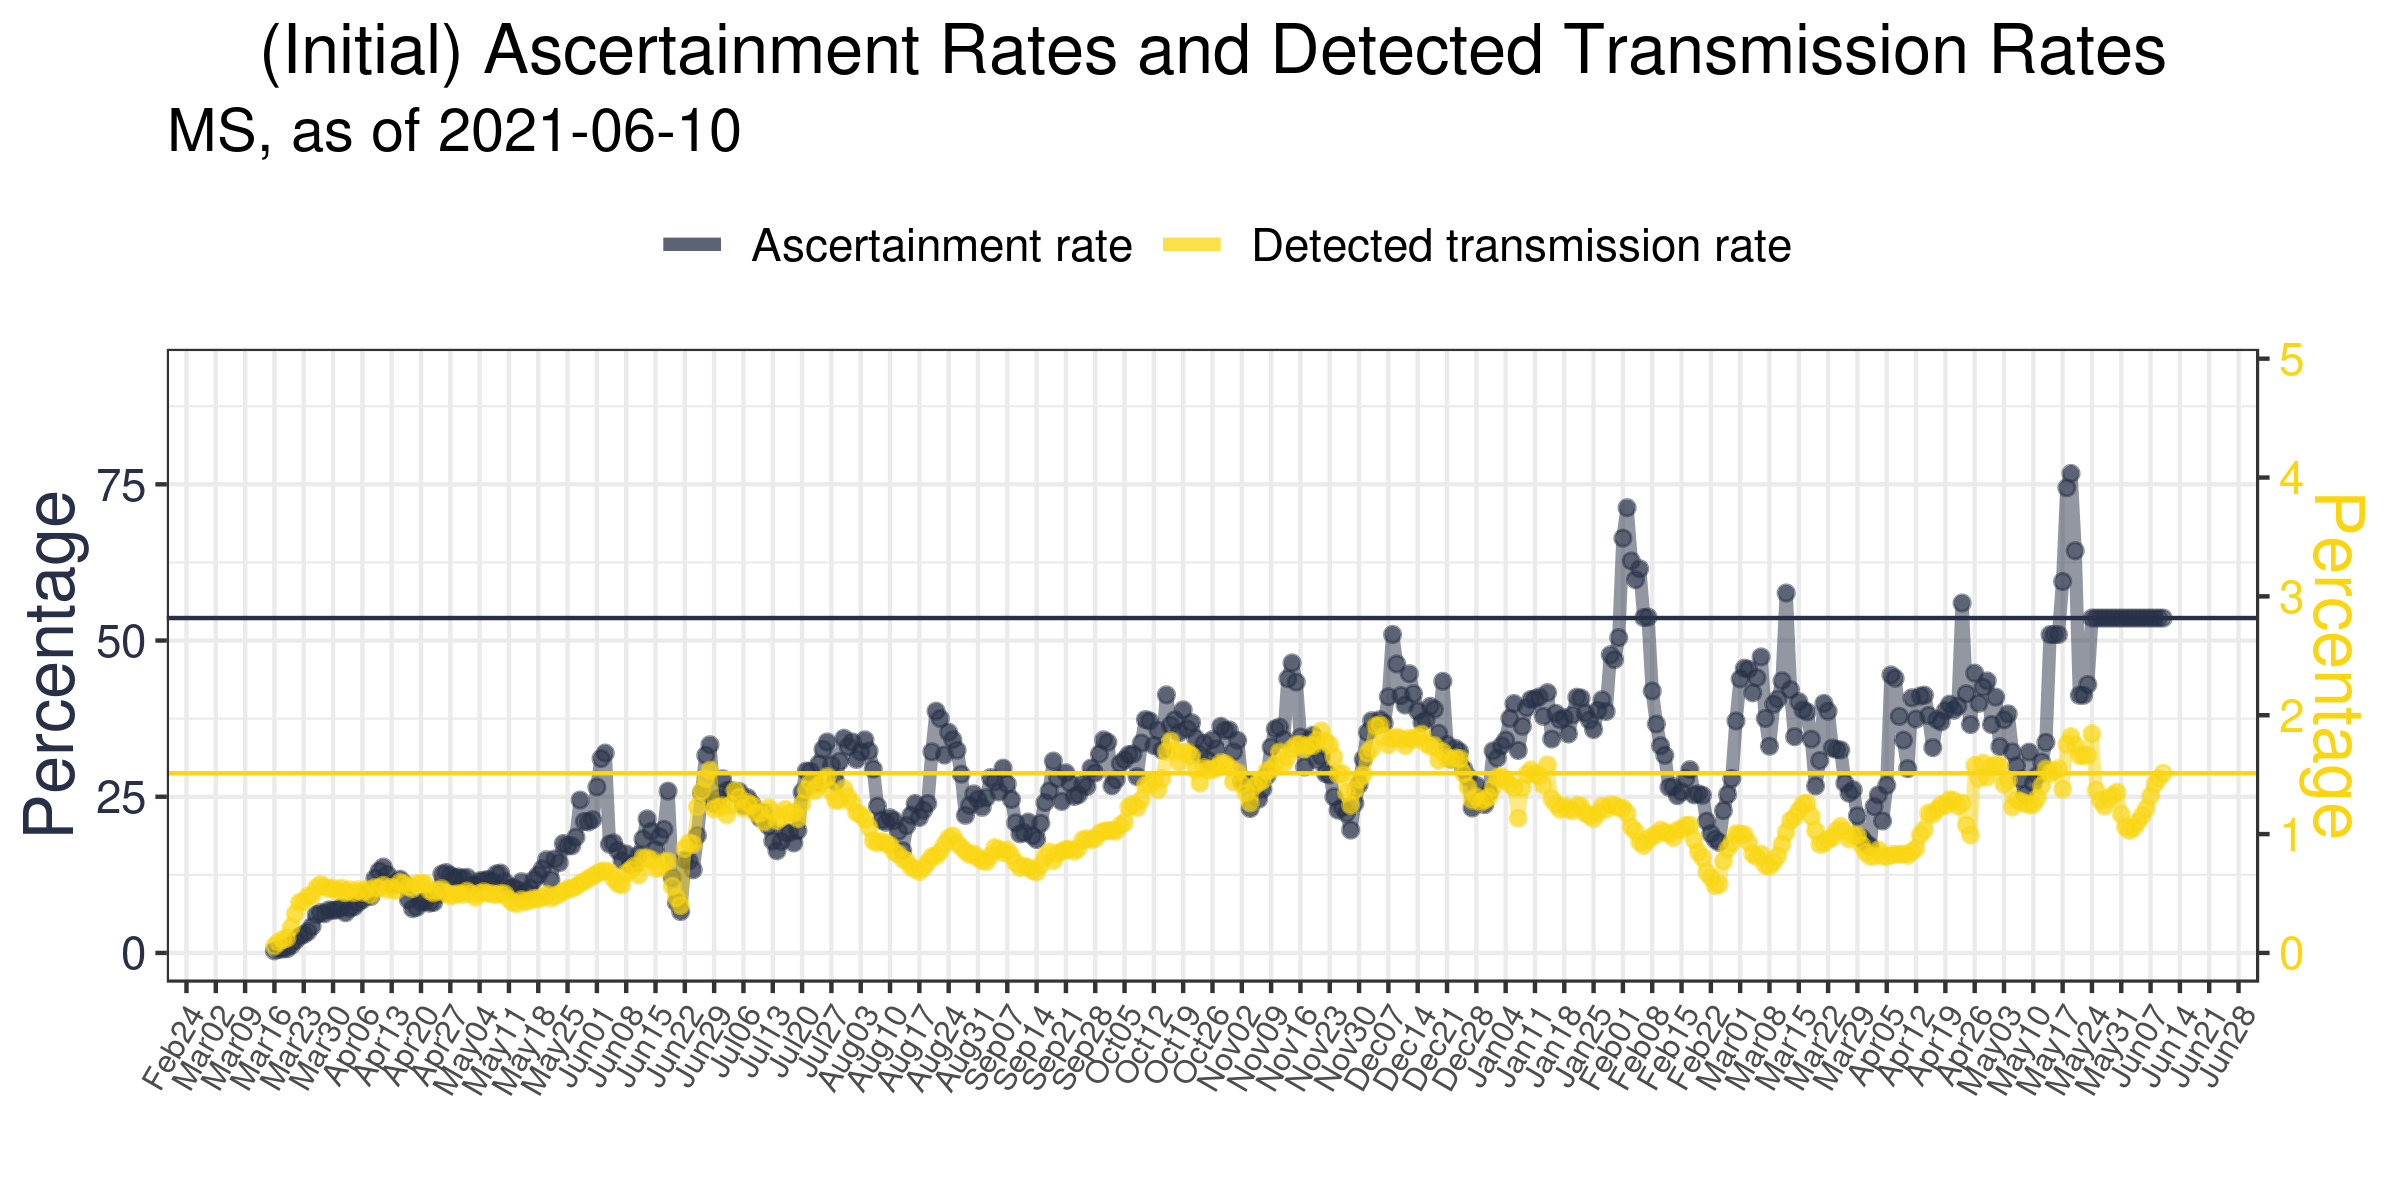 (Initial) Ascertainment Rates and Detected Transmission Rates
MS, as of 2021-06-10
Ascertainment rate Detected transmission rate
Percentage
75
50
25
0
5
4
3
2
1
0
Percentage
Feb24
Mar02
Mar09
Mar16
Mar23
Mar30
Apr06
Apr13
Apr20
Apr27
May04
May11
May18
May25
Jun01
Jun08
Jun15
Jun22
Jun29
Jul06
Jul13
Jul20
Jul27
Aug03
Aug10
Aug17
Aug24
Aug31
Sep07
Sep14
Sep21
Sep28
Oct05
Oct12
Oct19
Oct26
Nov02
Nov09
Nov16
Nov23
Nov30
Dec07
Dec14
Dec21
Dec28
Jan04
Jan11
Jan18
Jan25
Feb01
Feb08
Feb15
Feb22
Mar01
Mar08
Mar15
Mar22
Mar29
Apr05
Apr12
Apr19
Apr26
May03
May10
May17
May24
May31
Jun07
Jun14
Jun21
Jun28